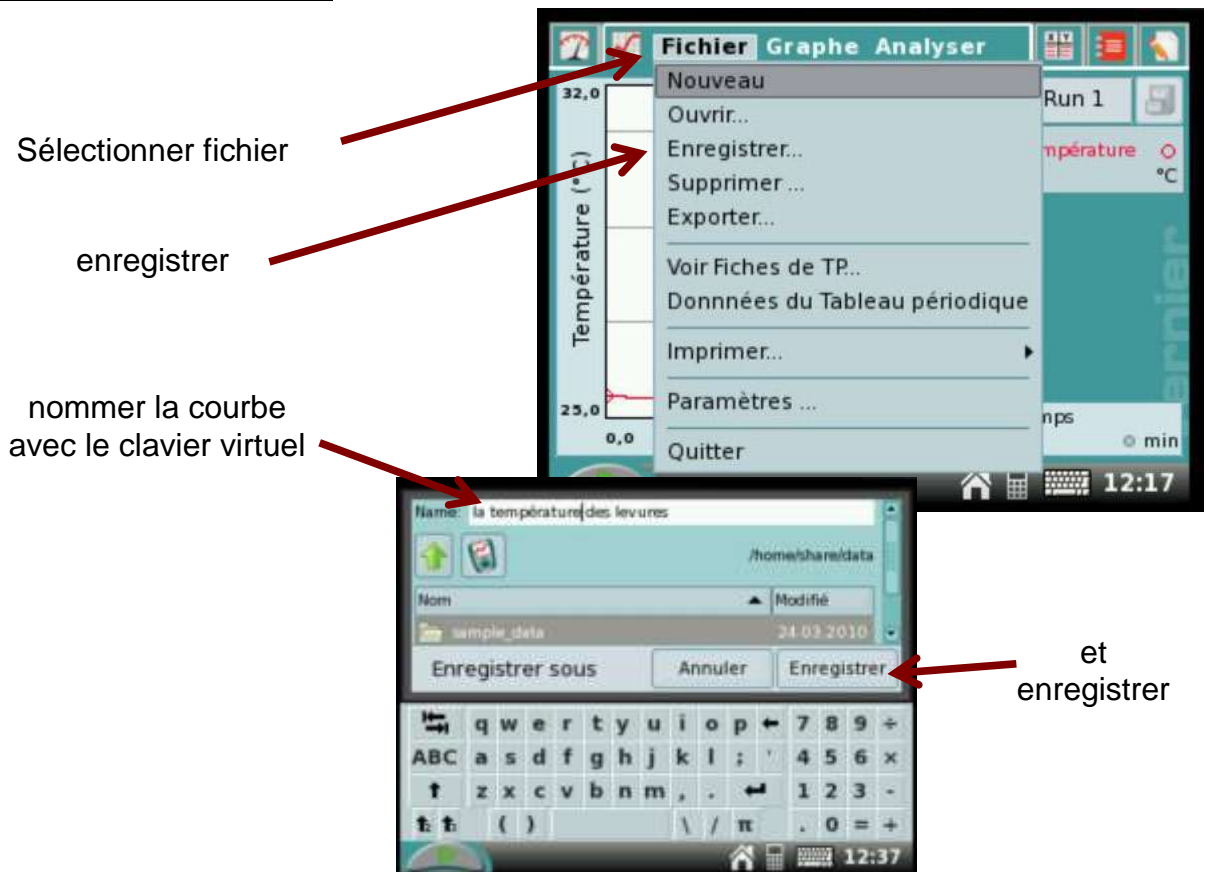 Fichier Graphe Analyser
Nouveau
Ouvrir...
Enregistrer...
Supprimer ...
Exporter...
Voir Fiches de TP...
Donnnées du Tableau périodique
Imprimer...
Paramètres ...
Quitter
Run 1
mpérature
°C
32,0
Température (°C)
25,0
0,0
mps
min
ernier
12:17
Sélectionner fichier
enregistrer
nommer la courbe
avec le clavier virtuel
Name: la température des levures
/home/share/data
Nom Modifié
sample_data 24.03.2010
Enregistrer sous Annuler Enregistrer
et
enregistrer
q w e r t y u i o p 7 8 9 ÷
ABC a s d f g h j k l ; ' 4 5 6 ×
z x c v b n m , . 1 2 3 -
( ) \ / π . 0 = +
12:37